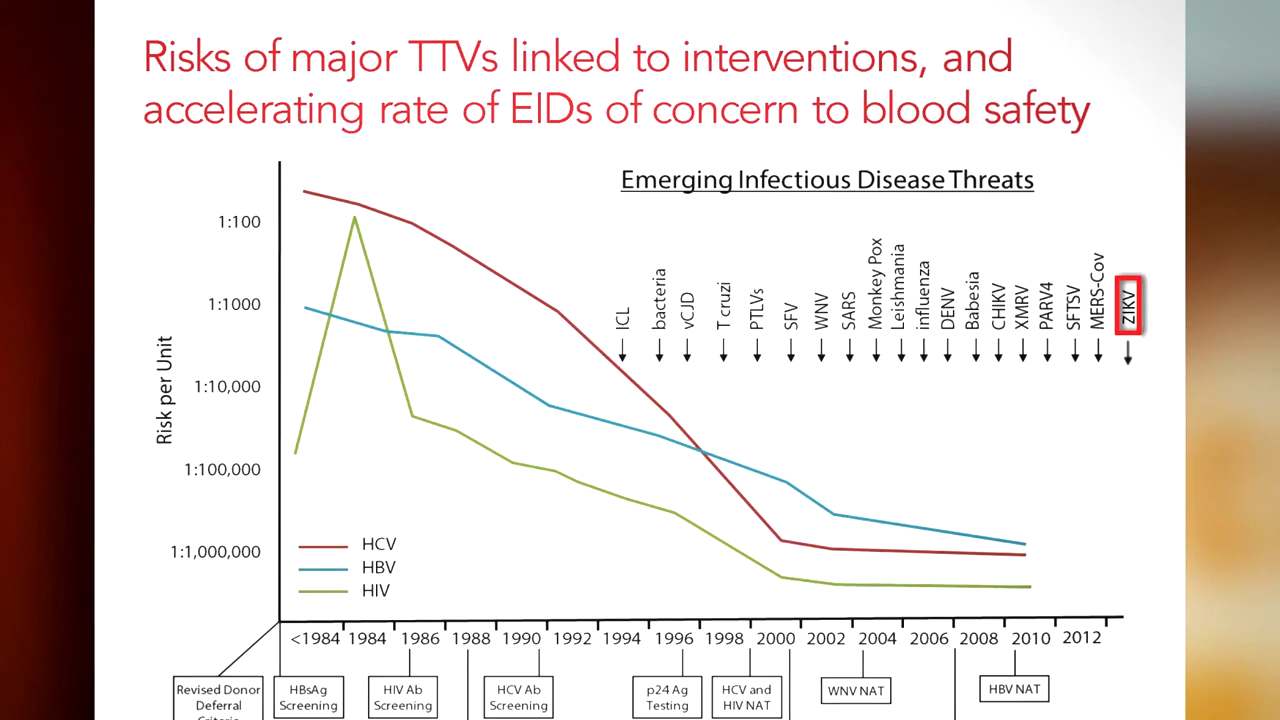 Risks of major TTVs linked to interventions, and
accelerating rate of EIDs of concern to blood safety
Emerging Infectious Disease Threats
ICL
bacteria
vCJD
T cruzi
PTLVs
SFV
WNV
SARS
Monkey Pox
Leishmania
influenza
DENV
Babesia
CHIKV
XMRV
PARV4
SFTSV
MERS-Cov
ZIKV
Risk per Unit
1:100
1:1000
1:10,000
1:100,000
1:1,000,000
HCV
HBV
HIV
<1984 1984 1986 1988 1990 1992 1994 1996 1998 2000 2002 2004 2006 2008 2010 2012
Revised Donor
Deferral
Criteria
HBsAg
Screening
HIV Ab
Screening
HCV Ab
Screening
p24 Ag
Testing
HCV and
HIV NAT
WNV NAT
HBV NAT